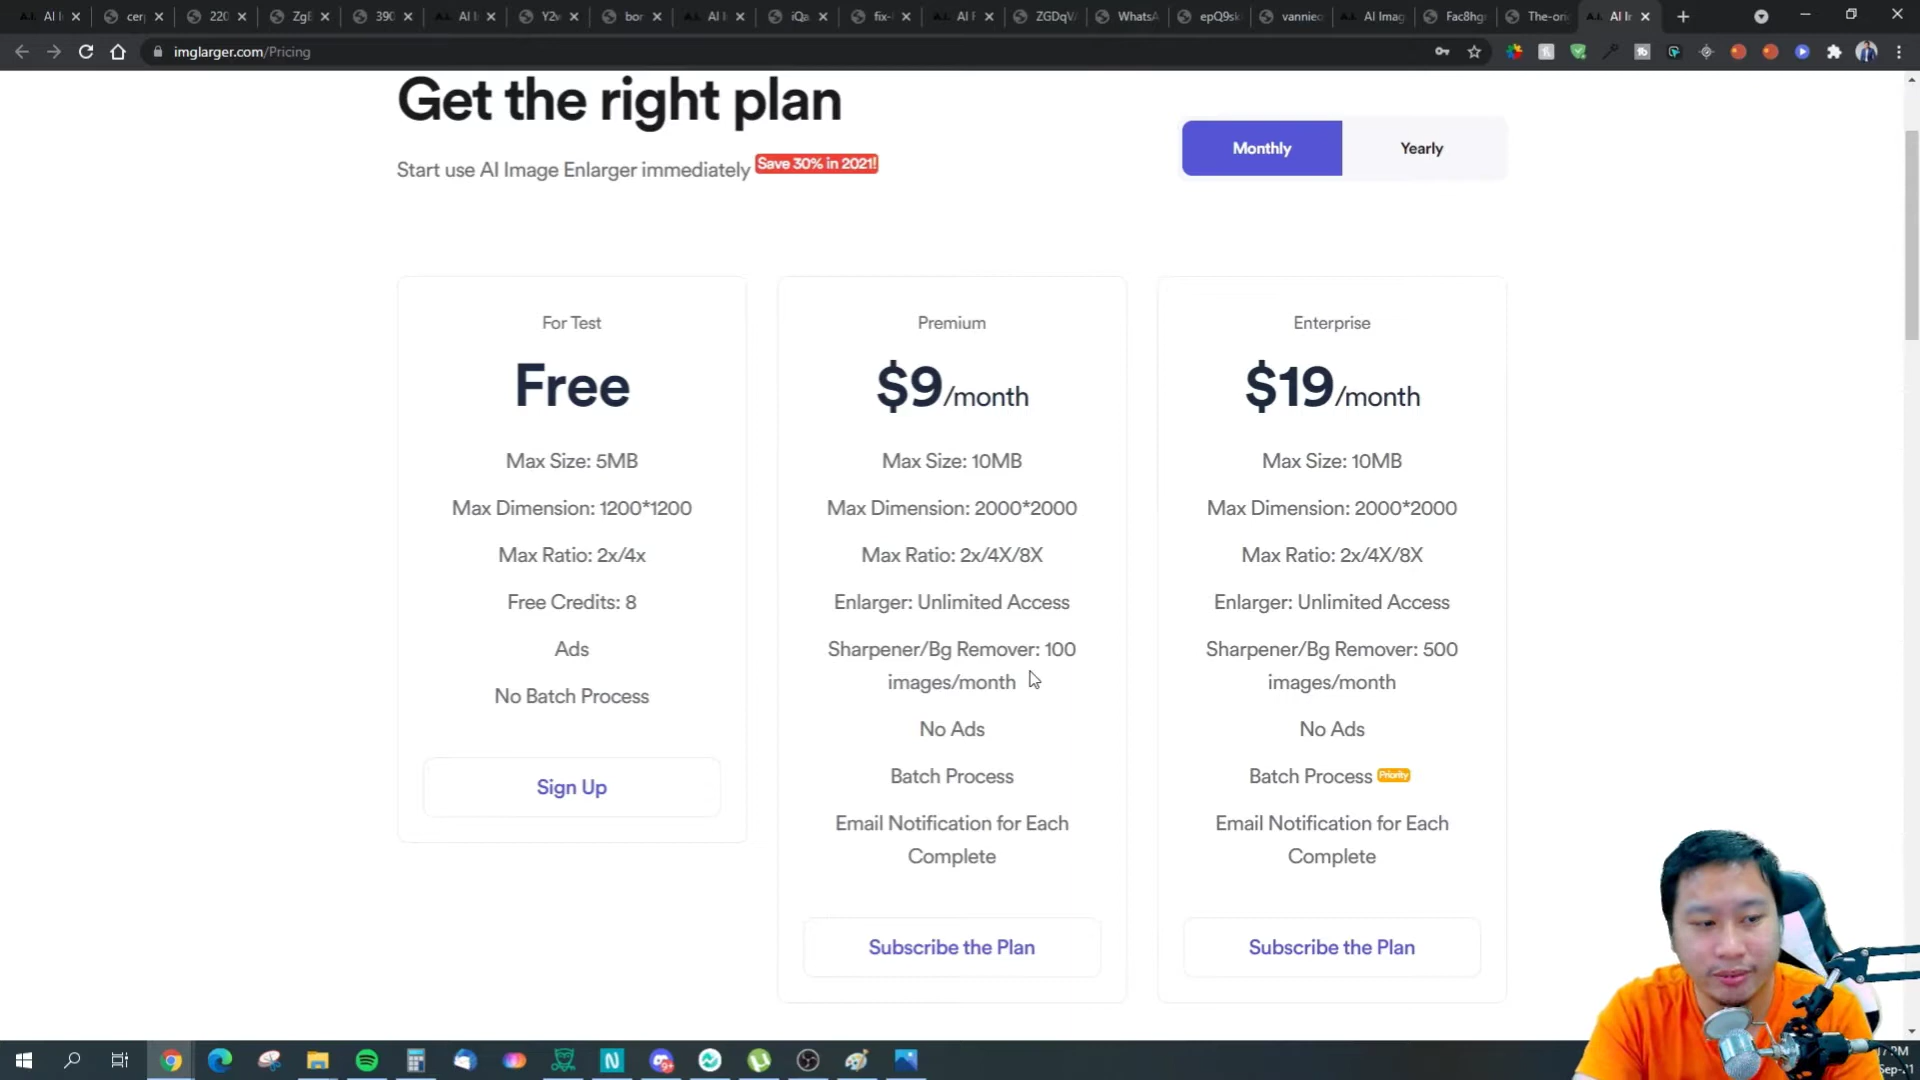 imglarger.com/Pricing
Get the right plan
Start use AI Image Enlarger immediately Save 30% in 2021!
Monthly
Yearly
For Test
Free
Max Size: 5MB
Max Dimension: 1200*1200
Max Ratio: 2x/4x
Free Credits: 8
Ads
No Batch Process
Sign Up
Premium
$9/month
Max Size: 10MB
Max Dimension: 2000*2000
Max Ratio: 2x/4X/8X
Enlarger: Unlimited Access
Sharpener/Bg Remover: 100
images/month
No Ads
Batch Process
Email Notification for Each
Complete
Subscribe the Plan
Enterprise
$19/month
Max Size: 10MB
Max Dimension: 2000*2000
Max Ratio: 2x/4X/8X
Enlarger: Unlimited Access
Sharpener/Bg Remover: 500
images/month
No Ads
Batch Process Priority
Email Notification for Each
Complete
Subscribe the Plan